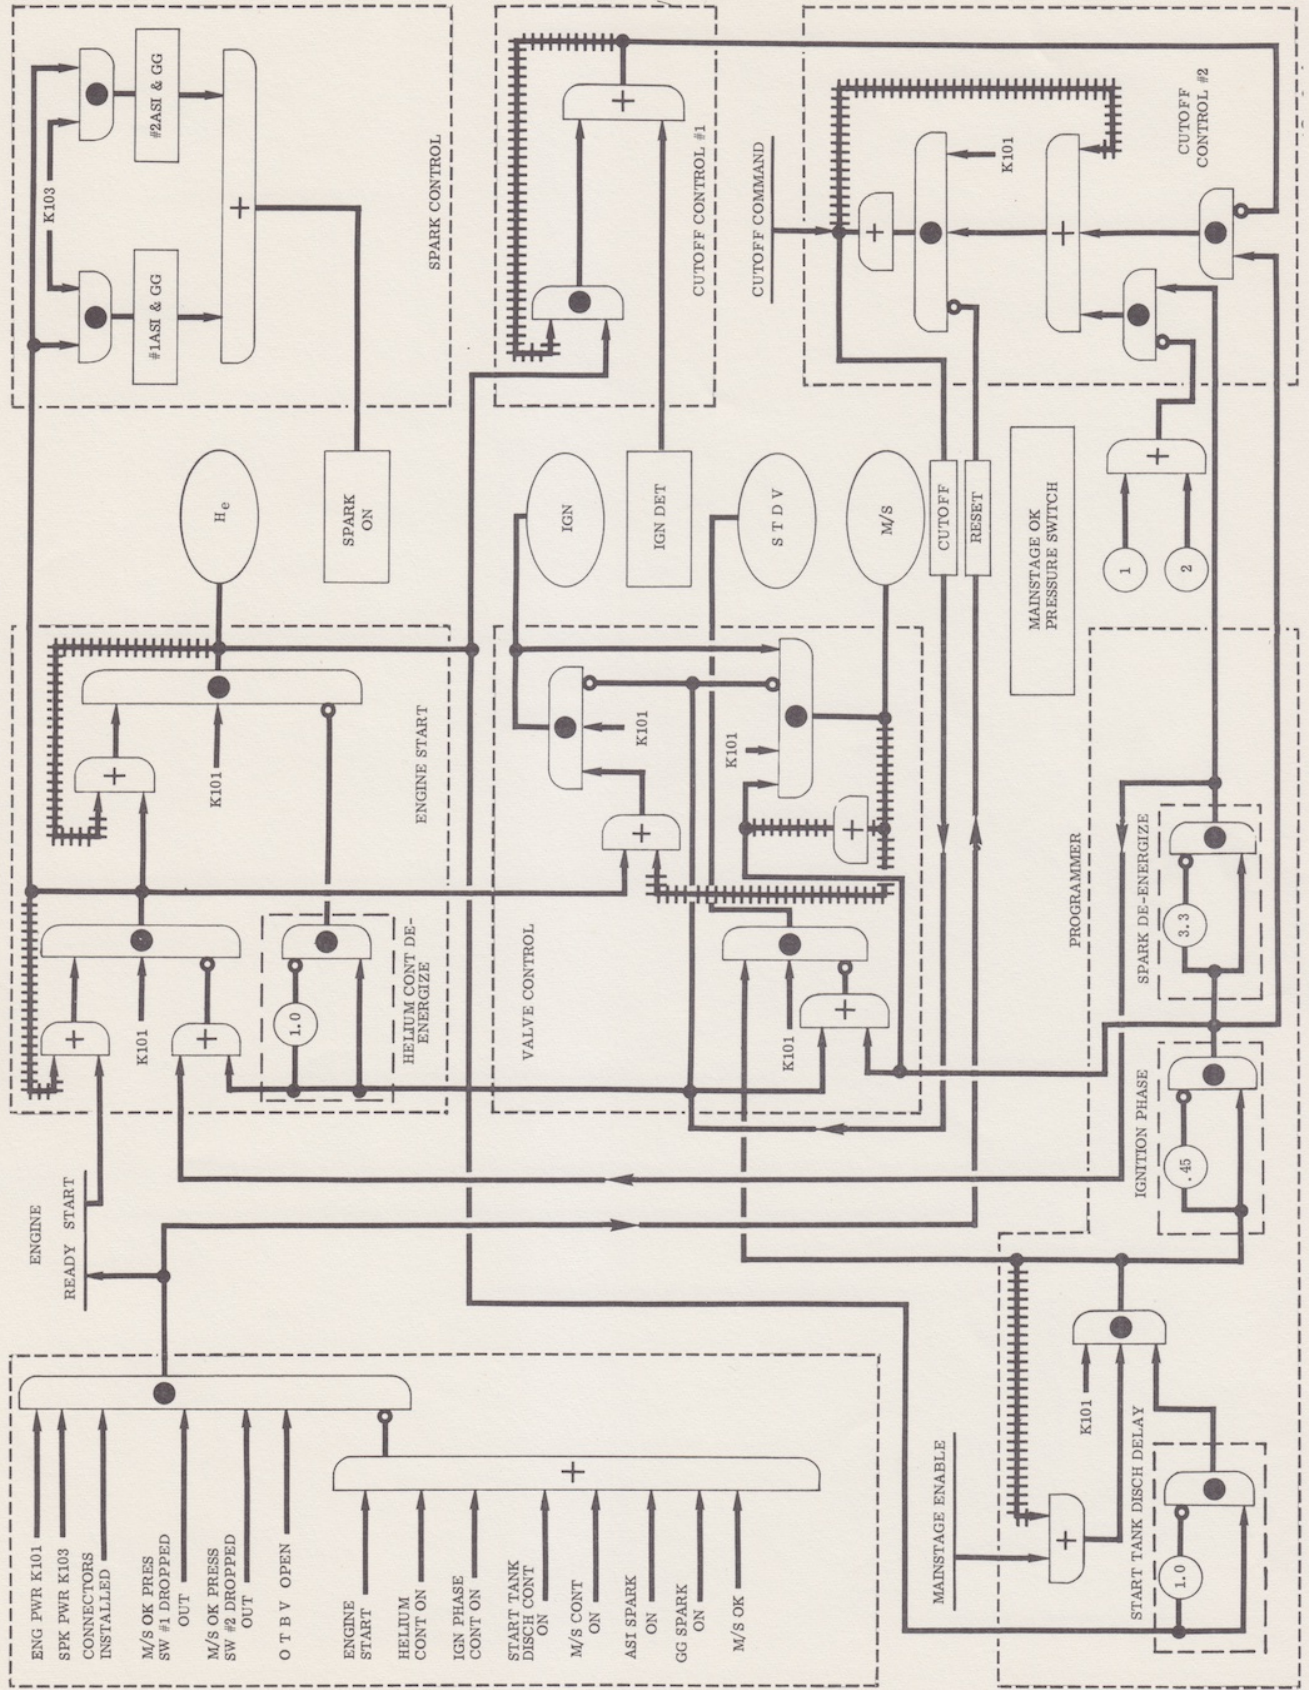 #2ASI & GG
K103
#1ASI & GG
+
SPARK CONTROL
+
CUTOFF CONTROL #1
CUTOFF COMMAND
+
K101
+
CUTOFF
CONTROL #2
He
SPARK
ON
IGN
IGN DET
S T D V
M/S
CUTOFF
RESET
MAINSTAGE OK
PRESSURE SWITCH
+
1
2
+
K101
ENGINE START
+
K101
+
K101
HELIUM CONT DE-
ENERGIZE
1.0
+
K101
K101
+
+
K101
+
VALVE CONTROL
PROGRAMMER
SPARK DE-ENERGIZE
3.3
IGNITION PHASE
.45
ENGINE
READY START
ENG PWR K101
SPK PWR K103
CONNECTORS
INSTALLED
M/S OK PRES
SW #1 DROPPED
OUT
M/S OK PRESS
SW #2 DROPPED
OUT
O T B V OPEN
+
ENGINE
START
HELIUM
CONT ON
IGN PHASE
CONT ON
START TANK
DISCH CONT
ON
M/S CONT
ON
ASI SPARK
ON
GG SPARK
ON
M/S OK
MAINSTAGE ENABLE
+
K101
START TANK DISCH DELAY
1.0